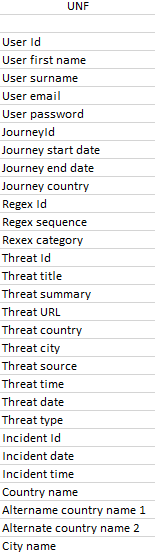 UNF
User Id
User first name
User surname
User email
User password
JourneyId
Journey start date
Journey end date
Journey country
Regex Id
Regex sequence
Rexex category
Threat Id
Threat title
Threat summary
Threat URL
Threat country
Threat city
Threat source
Threat time
Threat date
Threat type
Incident Id
Incident date
Incident time
Country name
Altername country name 1
Alternate country name 2
City name